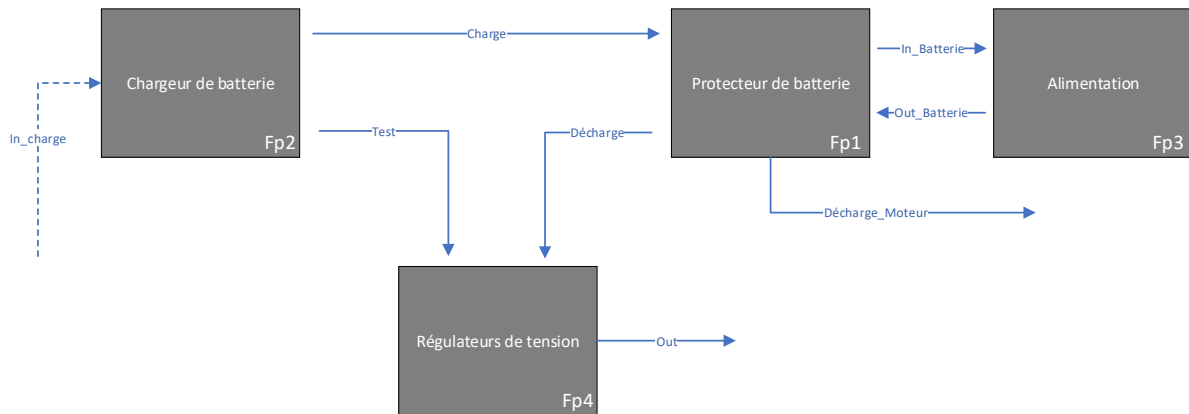 Charge
Chargeur de batterie
Fp2
Protecteur de batterie
Fp1
In_Batterie
Out_Batterie
Alimentation
Fp3
In_charge
Test
Décharge
Décharge_Moteur
Régulateurs de tension
Fp4
Out